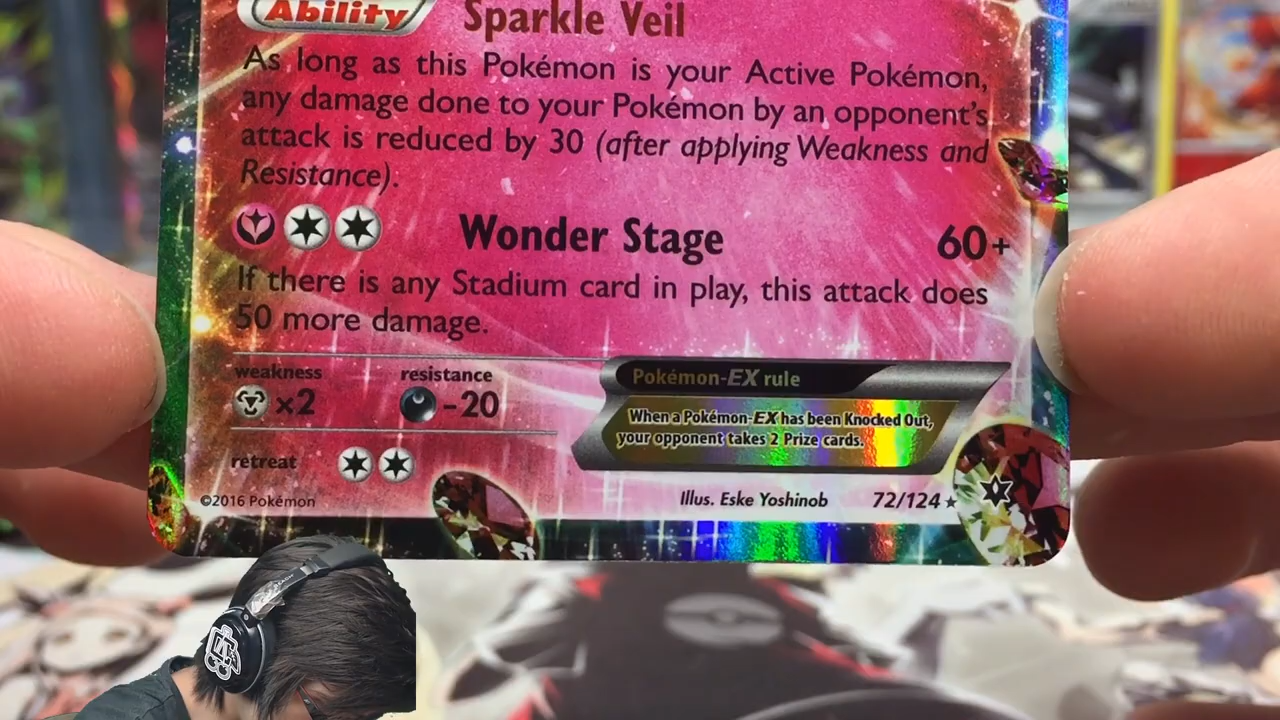 Ability Sparkle Veil
As long as this Pokémon is your Active Pokémon,
any damage done to your Pokémon by an opponent's
attack is reduced by 30 (after applying Weakness and
Resistance).
Wonder Stage 60+
If there is any Stadium card in play, this attack does
50 more damage.
weakness resistance
×2 -20
Pokémon-EX rule
When a Pokémon-EX has been Knocked Out,
your opponent takes 2 Prize cards.
retreat
©2016 Pokémon
Illus. Eske Yoshinob 72/124